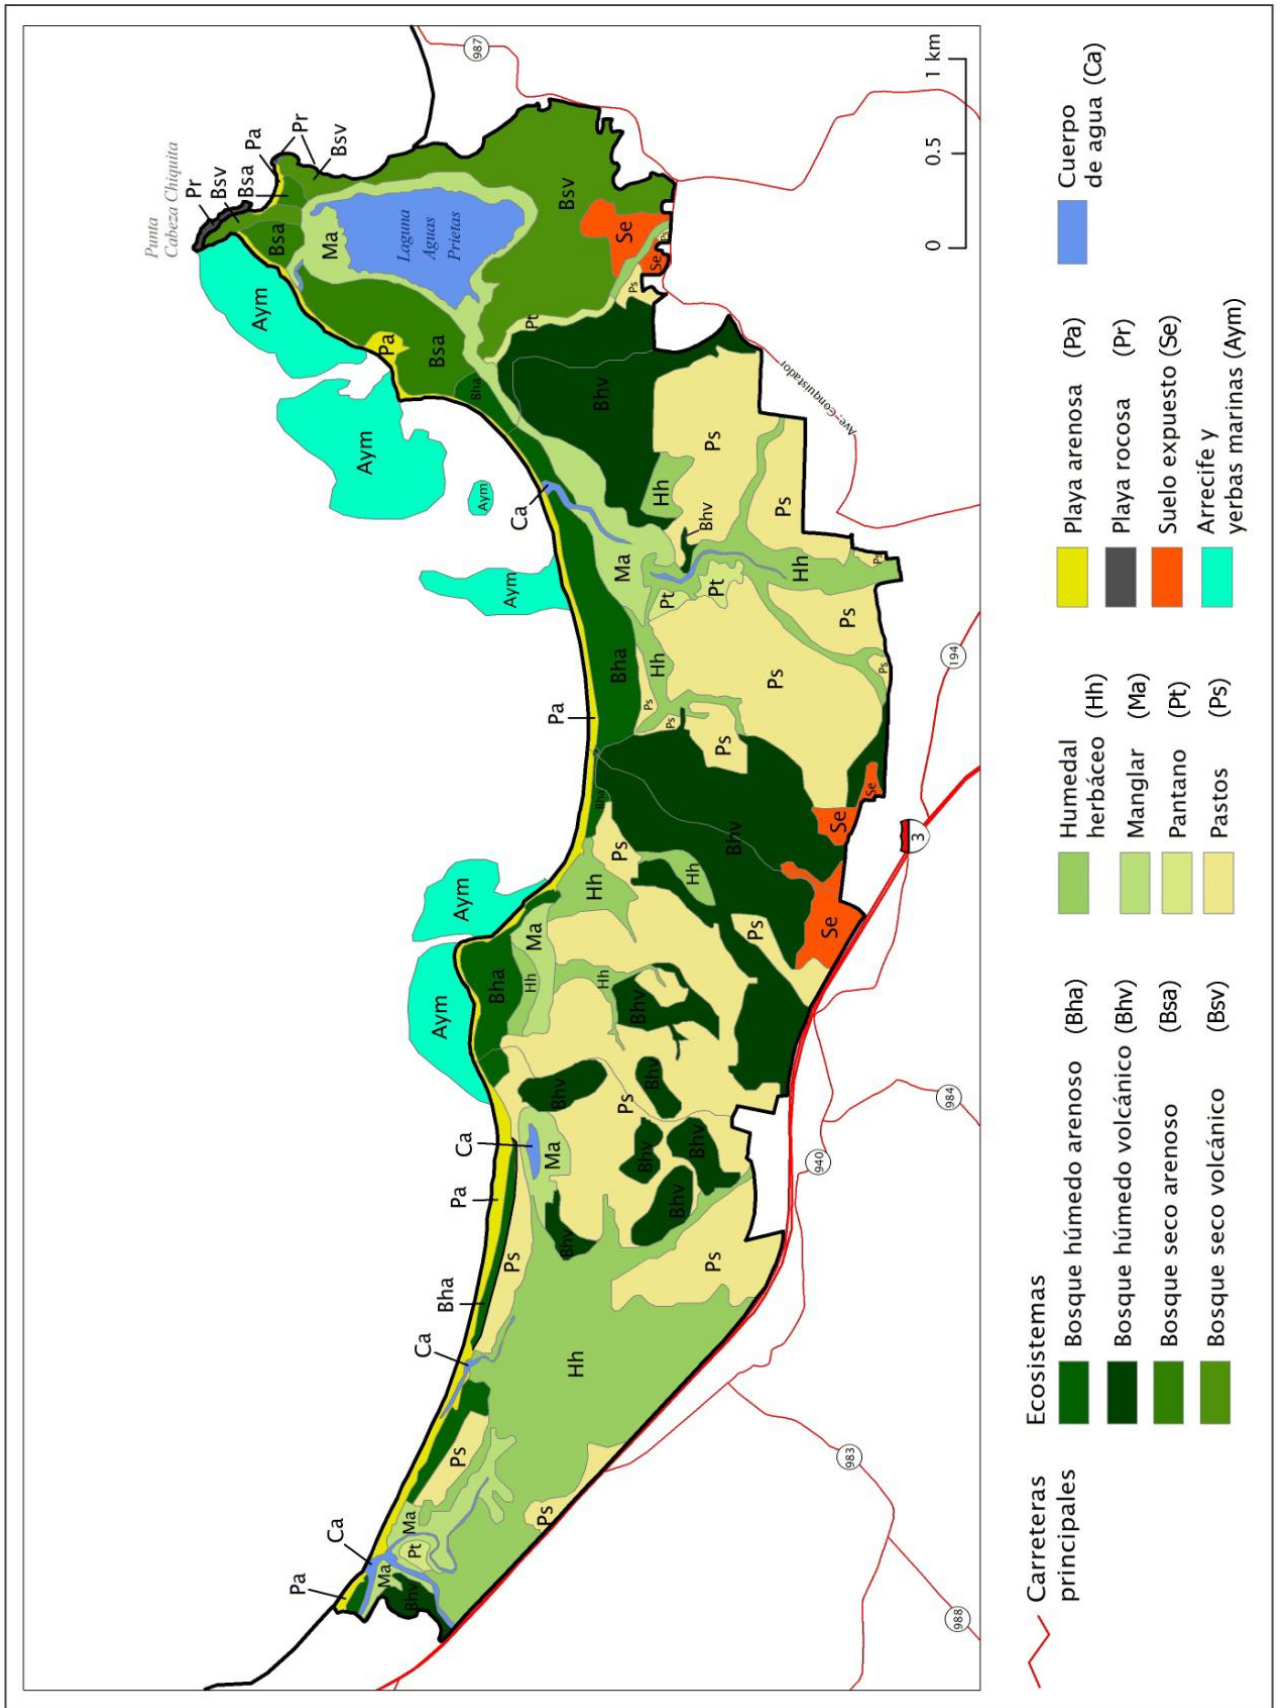 Punta
Cabeza Chiquita
Pr
Bsv
Bsa
Pa
Pr
Bsv
987
Aym
Bsa
Ma
Laguna
Aguas
Prietas
Bsv
Se
Se
Ps
Ps
Pt
Pa
Bsa
Bha
Aym
Aym
Aym
Ca
Bhv
Ps
Hh
Bhv
Ps
Ave. Conquistador
0
0.5
1 km
Ma
Pt
Pt
Hh
Ps
Ps
Ps
Bha
Hh
Ps
Ps
Ps
Ps
Pa
Bha
Bhv
Se
Se
Se
194
3
Aym
Aym
Ps
Hh
Hh
Ps
Ma
Bha
Hh
Hh
Bhv
Bhv
Bhv
Ps
Ca
Ma
Bhv
Bhv
Bhv
Bhv
Pa
Bha
Ps
Ps
Ca
Hh
Ps
Ps
Ca
Pa
Ma
Pt
Ma
Bhv
940
984
983
988
Carreteras
principales
Ecosistemas
Bosque húmedo arenoso (Bha)
Bosque húmedo volcánico (Bhv)
Bosque seco arenoso (Bsa)
Bosque seco volcánico (Bsv)
Humedal
herbáceo (Hh)
Manglar (Ma)
Pantano (Pt)
Pastos (Ps)
Playa arenosa (Pa)
Playa rocosa (Pr)
Suelo expuesto (Se)
Arrecife y
yerbas marinas (Aym)
Cuerpo
de agua (Ca)